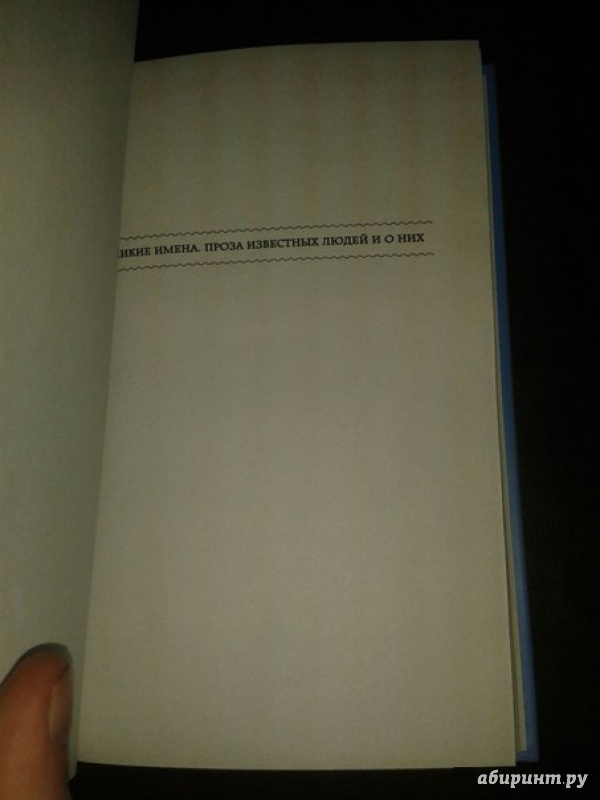 ИКИЕ ИМЕНА. ПРОЗА ИЗВЕСТНЫХ ЛЮДЕЙ И О НИХ
абиринт.ру